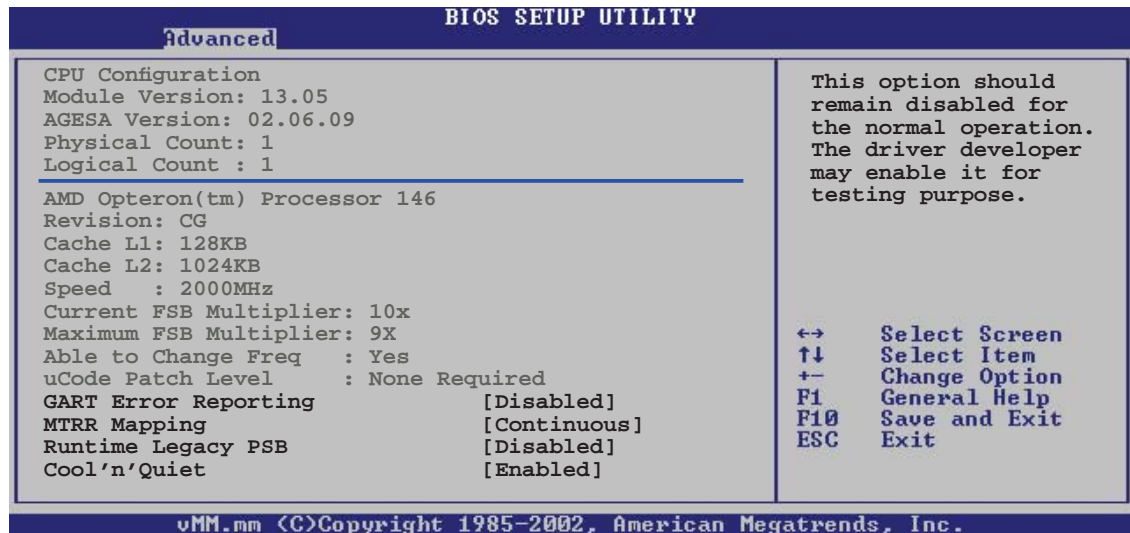 BIOS SETUP UTILITY
Advanced
CPU Configuration
Module Version: 13.05
AGESA Version: 02.06.09
Physical Count: 1
Logical Count : 1
AMD Opteron(tm) Processor 146
Revision: CG
Cache L1: 128KB
Cache L2: 1024KB
Speed   : 2000MHz
Current FSB Multiplier: 10x
Maximum FSB Multiplier: 9X
Able to Change Freq   : Yes
uCode Patch Level     : None Required
GART Error Reporting [Disabled]
MTRR Mapping [Continuous]
Runtime Legacy PSB [Disabled]
Cool'n'Quiet [Enabled]
This option should
remain disabled for
the normal operation.
The driver developer
may enable it for
testing purpose.
←→ Select Screen
↑↓ Select Item
+- Change Option
F1 General Help
F10 Save and Exit
ESC Exit
vMM.mm (C)Copyright 1985-2002, American Megatrends, Inc.